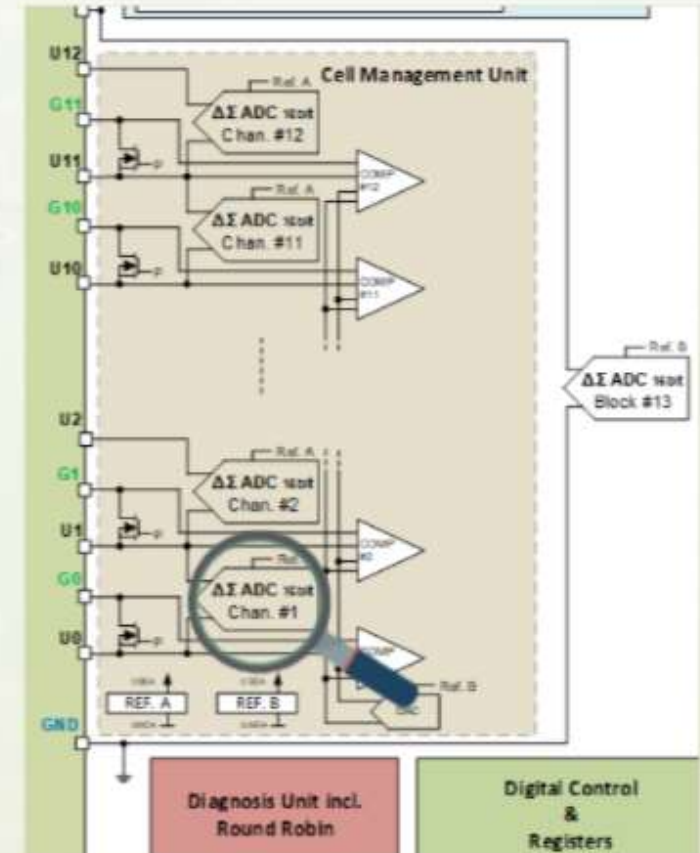 U12
Cell Management Unit
Ref. A
G11
ΔΣ ADC 16bit
Chan. #12
U11
COMP
#12
P
Ref. A
G10
ΔΣ ADC 16bit
Chan. #11
U10
COMP
#11
P
Ref. B
ΔΣ ADC 16bit
Block #13
U2
Ref. A
G1
ΔΣ ADC 16bit
Chan. #2
U1
COMP
#2
P
Ref.
G0
ΔΣ ADC 16bit
Chan. #1
U0
COMP
P
Ref. B
REF. A
REF. B
GND
Diagnosis Unit incl.
Round Robin
Digital Control
&
Registers